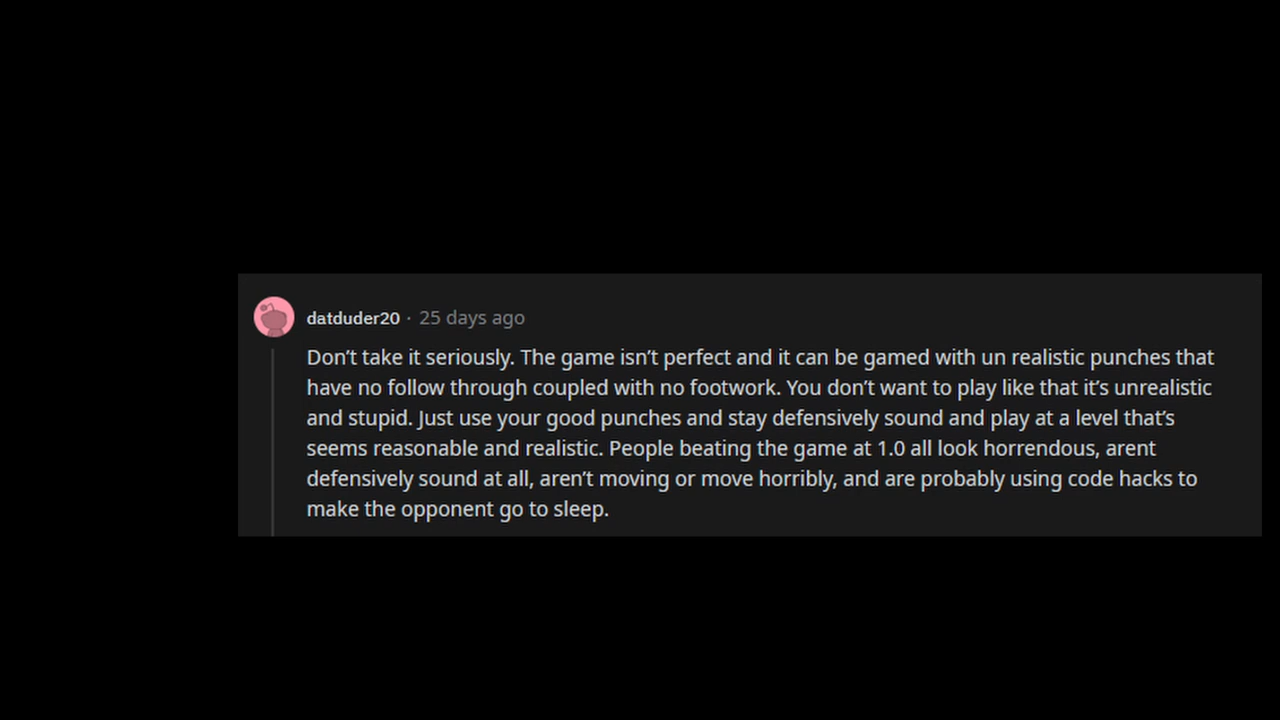 datduder20 · 25 days ago
Don’t take it seriously. The game isn’t perfect and it can be gamed with un realistic punches that
have no follow through coupled with no footwork. You don’t want to play like that it’s unrealistic
and stupid. Just use your good punches and stay defensively sound and play at a level that’s
seems reasonable and realistic. People beating the game at 1.0 all look horrendous, arent
defensively sound at all, aren’t moving or move horribly, and are probably using code hacks to
make the opponent go to sleep.